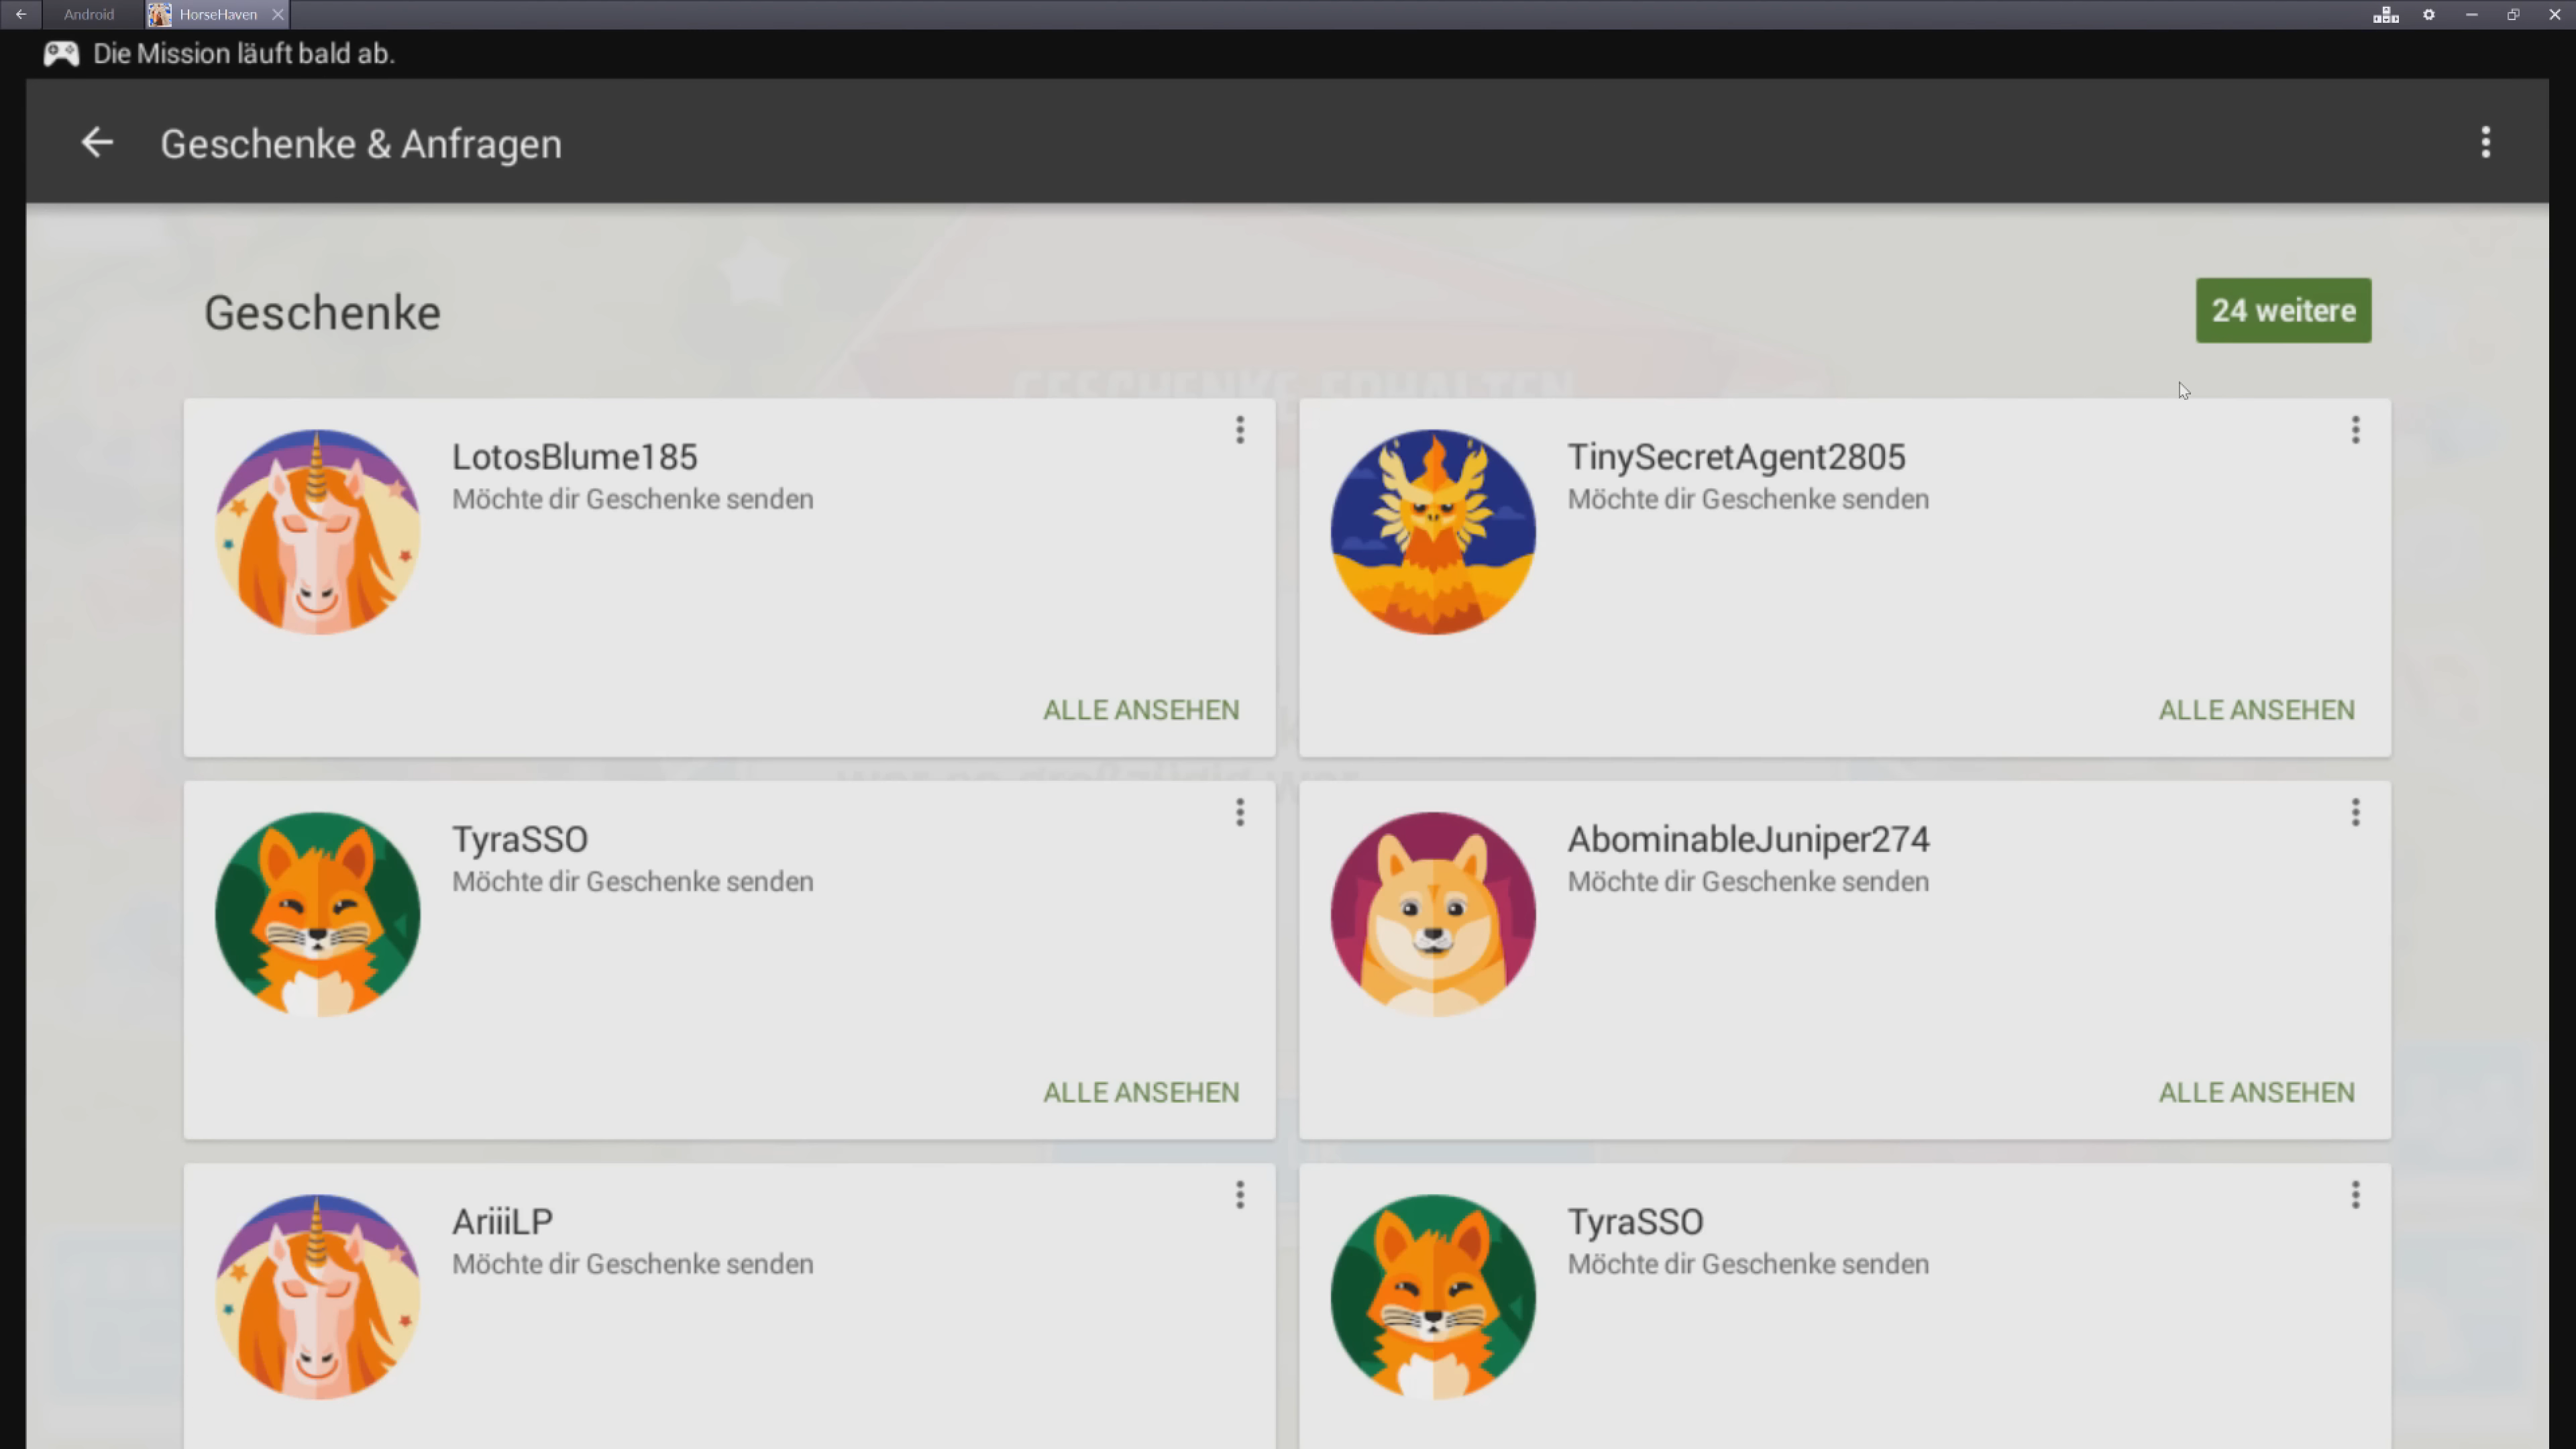 Android
HorseHaven
Die Mission läuft bald ab.
Geschenke & Anfragen
Geschenke
24 weitere
GESCHENKE ERHALTEN
LotosBlume185
Möchte dir Geschenke senden
ALLE ANSEHEN
TinySecretAgent2805
Möchte dir Geschenke senden
ALLE ANSEHEN
TyraSSO
Möchte dir Geschenke senden
ALLE ANSEHEN
AbominableJuniper274
Möchte dir Geschenke senden
ALLE ANSEHEN
AriiiLP
Möchte dir Geschenke senden
TyraSSO
Möchte dir Geschenke senden